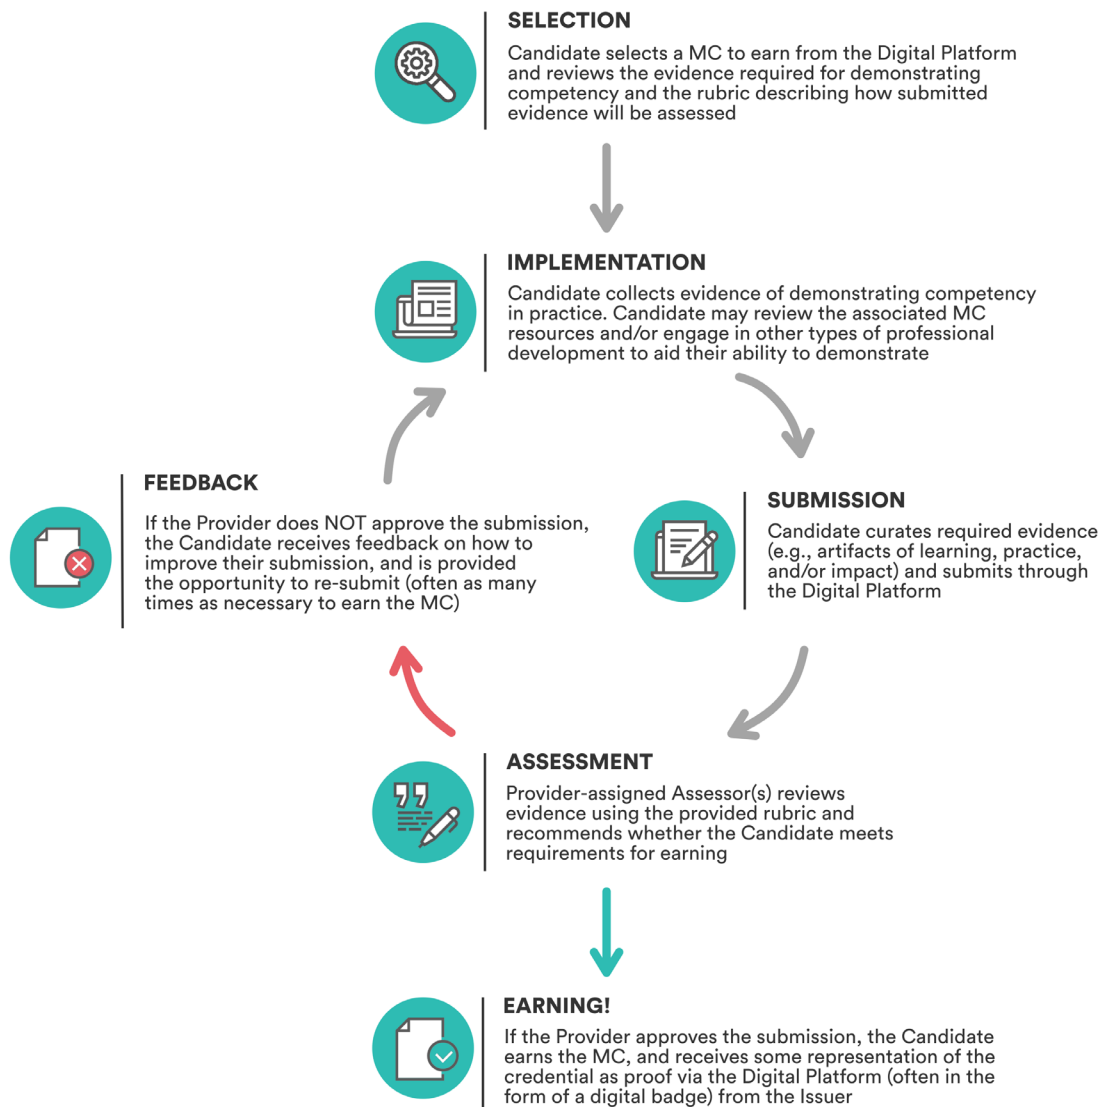 SELECTION
Candidate selects a MC to earn from the Digital Platform
and reviews the evidence required for demonstrating
competency and the rubric describing how submitted
evidence will be assessed
IMPLEMENTATION
Candidate collects evidence of demonstrating competency
in practice. Candidate may review the associated MC
resources and/or engage in other types of professional
development to aid their ability to demonstrate
FEEDBACK
If the Provider does NOT approve the submission,
the Candidate receives feedback on how to
improve their submission, and is provided
the opportunity to re-submit (often as many
times as necessary to earn the MC)
SUBMISSION
Candidate curates required evidence
(e.g., artifacts of learning, practice,
and/or impact) and submits through
the Digital Platform
ASSESSMENT
Provider-assigned Assessor(s) reviews
evidence using the provided rubric and
recommends whether the Candidate meets
requirements for earning
EARNING!
If the Provider approves the submission, the Candidate
earns the MC, and receives some representation of the
credential as proof via the Digital Platform (often in the
form of a digital badge) from the Issuer